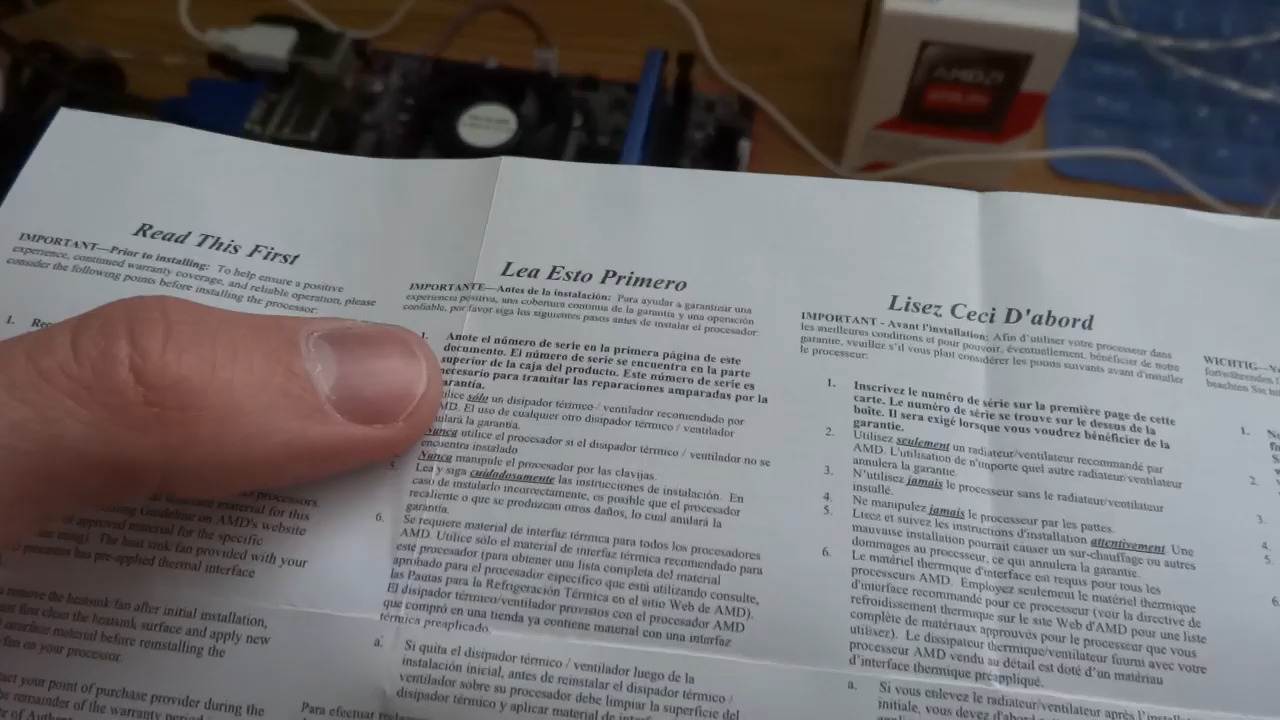 AMD
Read This First
IMPORTANT—Prior to installing: To help ensure a positive
experience, continued warranty coverage, and reliable operation, please
consider the following points before installing the processor:
1.
processors.
material for this
Guideline on AMD's website
of approved material for the specific
using). The heat sink fan provided with your
processor has pre-applied thermal interface
remove the heatsink/fan after initial installation,
first clean the heatsink surface and apply new
interface material before reinstalling the
fan on your processor.
your point of purchase provider during the
remainder of the warranty period
Lea Esto Primero
IMPORTANTE—Antes de la instalación: Para ayudar a garantizar una
experiencia positiva, una cobertura continua de la garantía y una operación
confiable, por favor siga los siguientes pasos antes de instalar el procesador:
1. Anote el número de serie en la primera página de este
documento. El número de serie se encuentra en la parte
superior de la caja del producto. Este número de serie es
necesario para tramitar las reparaciones amparadas por la
garantía.
sólo un disipador térmico / ventilador recomendado por
AMD. El uso de cualquier otro disipador térmico / ventilador
anulará la garantía.
Nunca utilice el procesador si el disipador térmico / ventilador no se
encuentra instalado
Nunca manipule el procesador por las clavijas.
5. Lea y siga cuidadosamente las instrucciones de instalación. En
caso de instalarlo incorrectamente, es posible que el procesador
recaliente o que se produzcan otros daños, lo cual anulará la
garantía.
6. Se requiere material de interfaz térmica para todos los procesadores
AMD. Utilice sólo el material de interfaz térmica recomendado para
este procesador (para obtener una lista completa del material
aprobado para el procesador específico que está utilizando consulte,
las Pautas para la Refrigeración Térmica en el sitio Web de AMD).
El disipador térmico/ventilador provistos con el procesador AMD
que compró en una tienda ya contiene material con una interfaz
térmica preaplicado.
a. Si quita el disipador térmico / ventilador luego de la
instalación inicial, antes de reinstalar el disipador térmico /
ventilador sobre su procesador debe limpiar la superficie del
disipador térmico y aplicar material de
Para efectuar
Lisez Ceci D'abord
IMPORTANT - Avant l'installation: Afin d'utiliser votre processeur dans
les meilleures conditions et pour pouvoir, éventuellement, bénéficier de notre
garantie, veuillez s'il vous plant considérer les points suivants avant d'installer
le processeur:
1. Inscrivez le numéro de série sur la première page de cette
carte. Le numéro de série se trouve sur le dessus de la
boîte. Il sera exigé lorsque vous voudrez bénéficier de la
garantie.
2. Utilisez seulement un radiateur/ventilateur recommandé par
AMD. L'utilisation de n'importe quel autre radiateur/ventilateur
annulera la garantie.
3. N'utilisez jamais le processeur sans le radiateur/ventilateur
installé.
4. Ne manipulez jamais le processeur par les pattes.
5. Lisez et suivez les instructions d'installation attentivement. Une
mauvaise installation pourrait causer un sur-chauffage ou autres
dommages au processeur, ce qui annulera la garantie.
6. Le matériel thermique d'interface est requis pour tous les
processeurs AMD. Employez seulement le matériel thermique
d'interface recommandé pour ce processeur (voir la directive de
refroidissement thermique sur le site Web d'AMD pour une liste
complète de matériaux approuvés pour le processeur que vous
utilisez). Le dissipateur thermique/ventilateur fourni avec votre
processeur AMD vendu au détail est doté d'un matériau
d'interface thermique préappliqué.
a. Si vous enlevez le radiateur/ventilateur après
initiale, vous devez d'abord
WICHTIG—
fortwährenden
beachten Sie
1.
2.
3.
4.
5.
6.